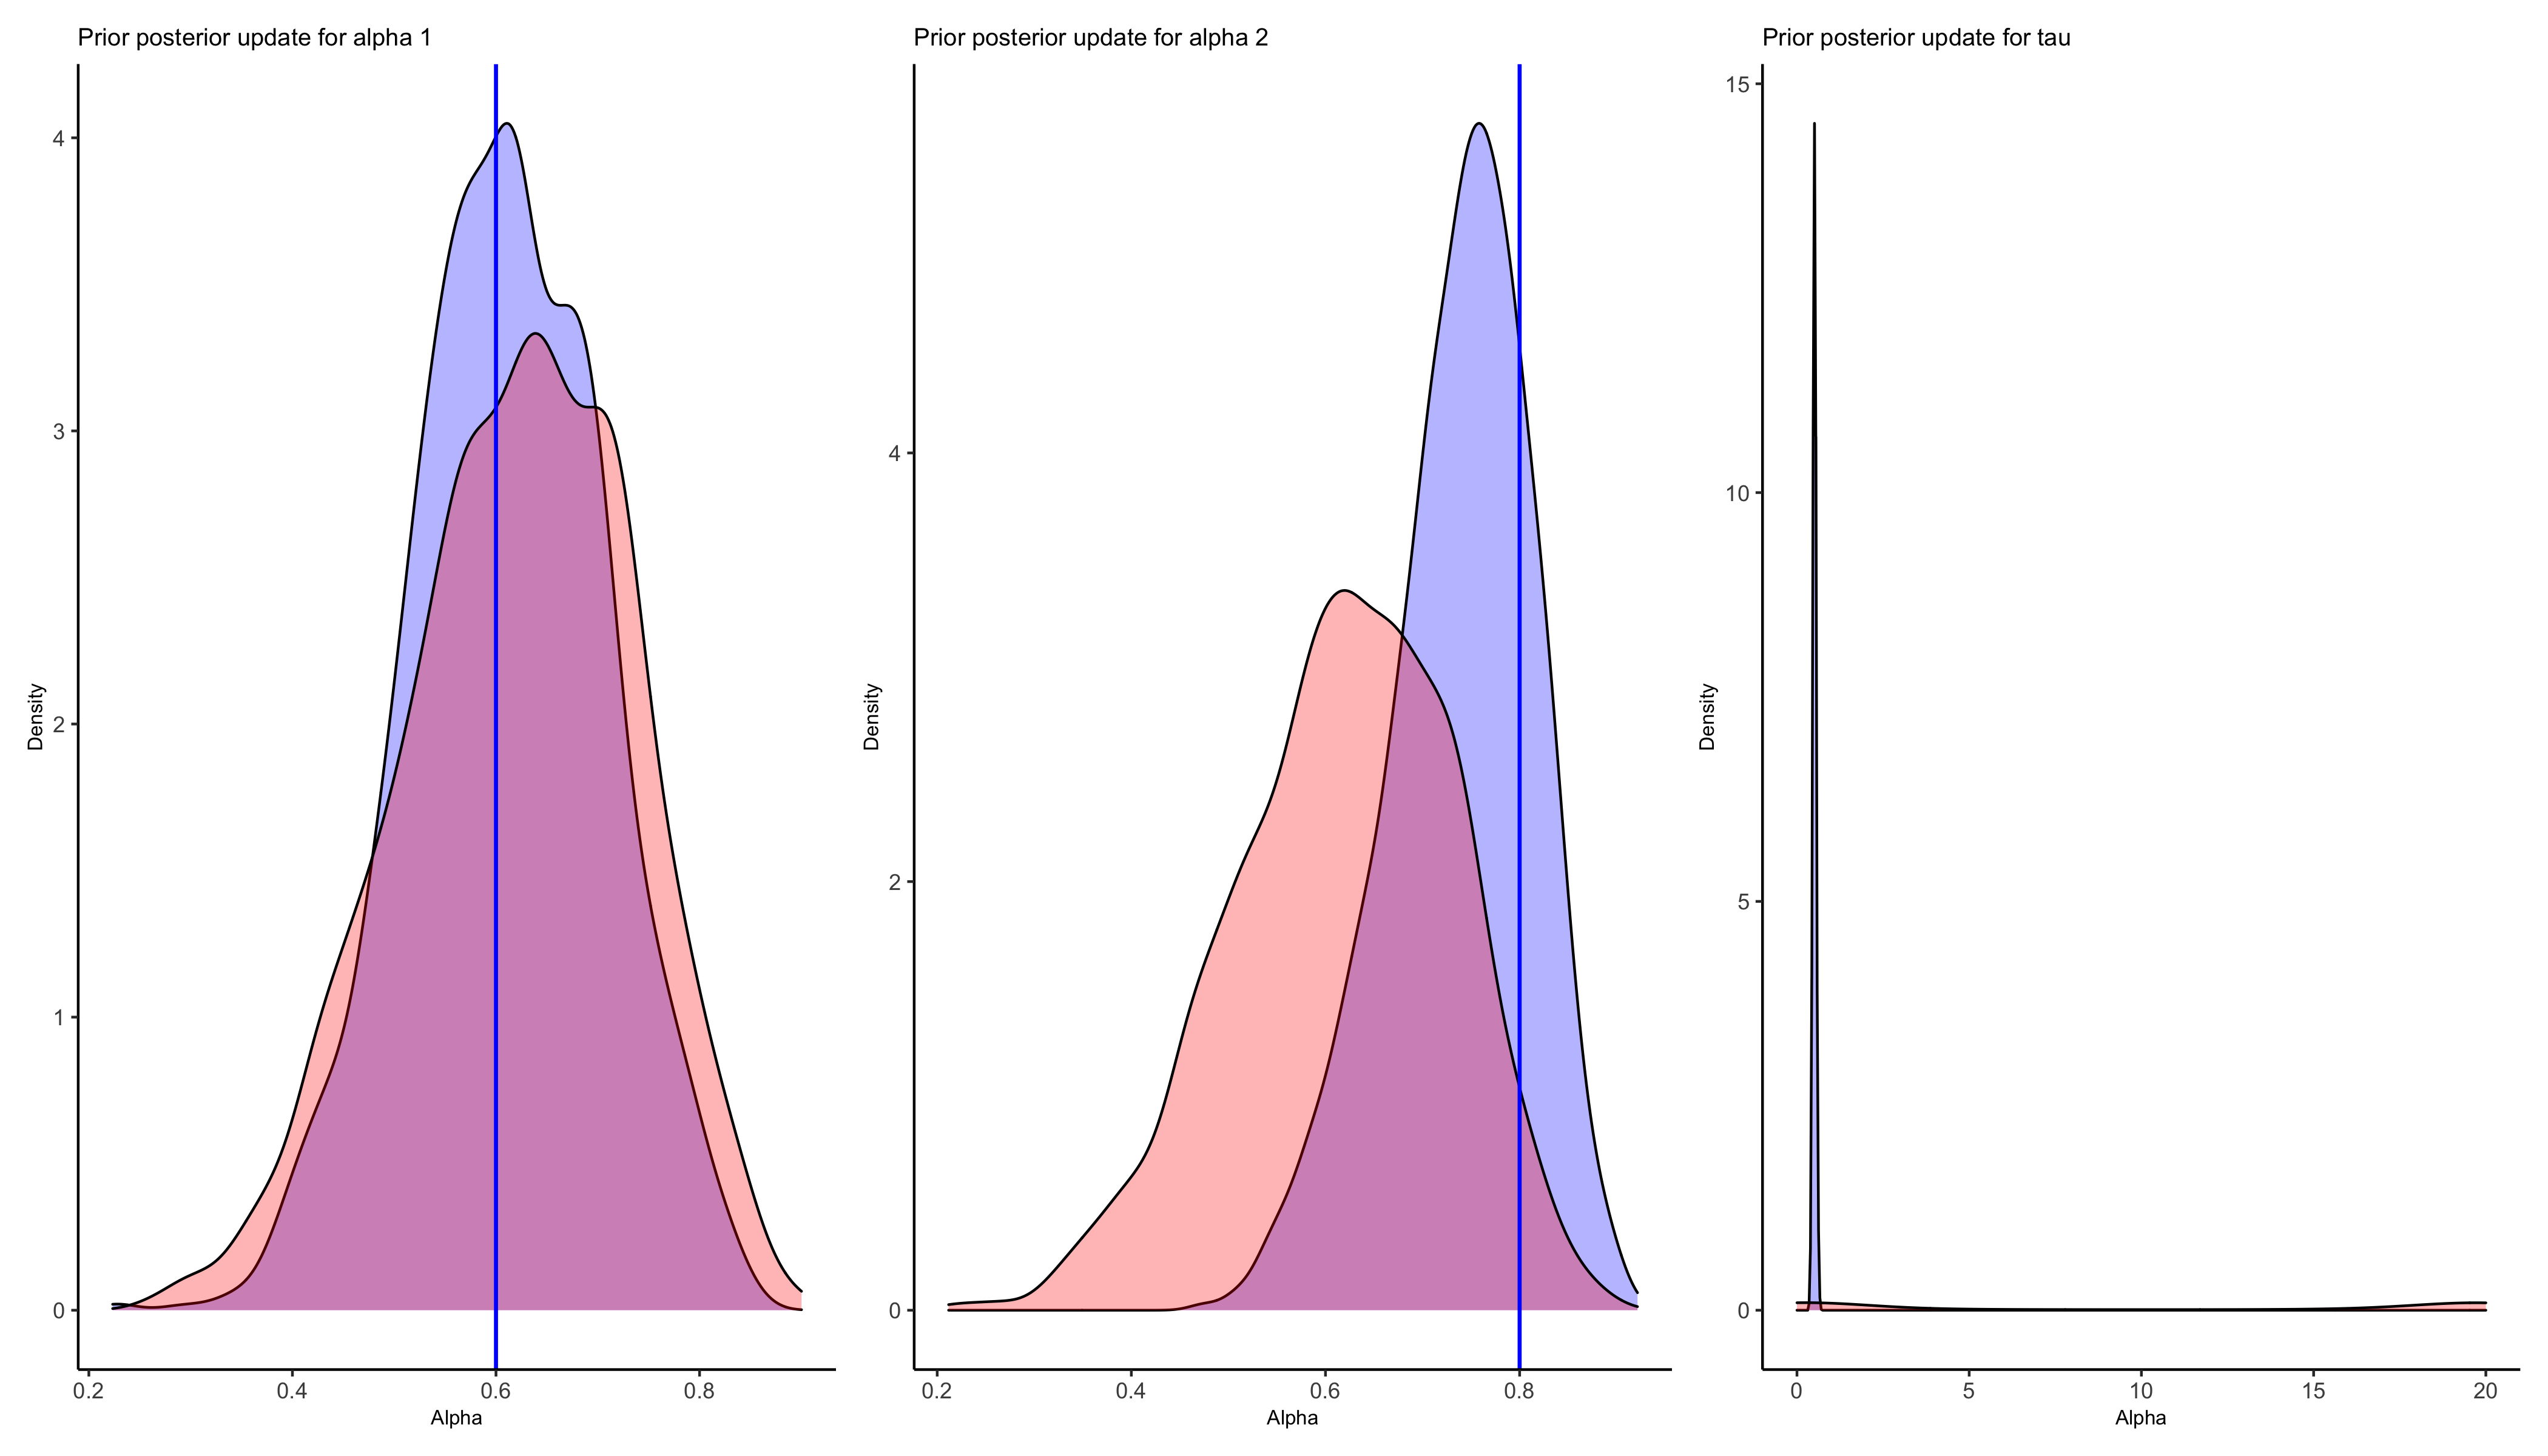 Prior posterior update for alpha 1
Density
4
3
2
1
0
0.2 0.4 0.6 0.8
Alpha
Prior posterior update for alpha 2
Density
4
2
0
0.2 0.4 0.6 0.8
Alpha
Prior posterior update for tau
Density
15
10
5
0
0 5 10 15 20
Alpha